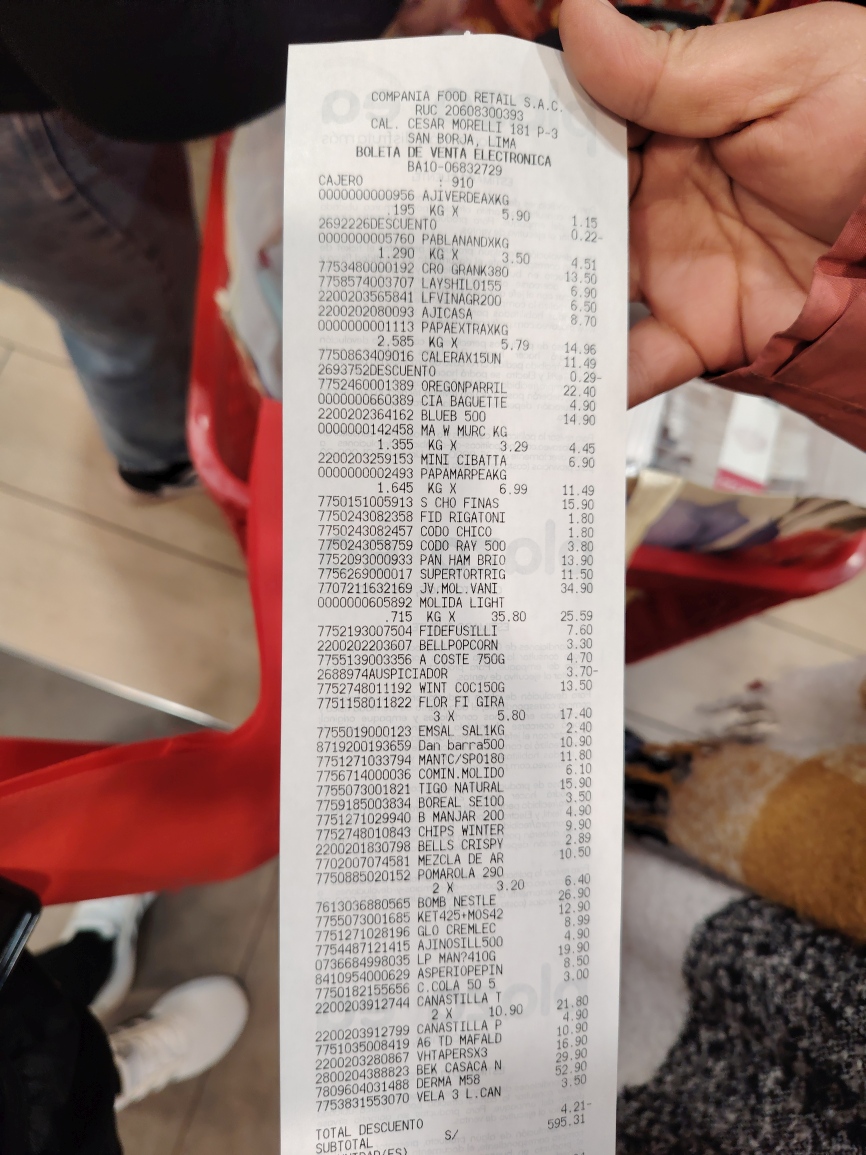 COMPANIA FOOD RETAIL S.A.C.
RUC 20608300393
CAL. CESAR MORELLI 181 P-3
SAN BORJA, LIMA
BOLETA DE VENTA ELECTRONICA
BA10-06832729
CAJERO : 910
0000000000956 AJIVERDEAXKG
.195 KG X 5.90 1.15
2692226DESCUENTO 0.22-
0000000005760 PABLANANDXKG
1.290 KG X 3.50 4.51
7753480000192 CRO GRANK380 13.50
7758574003707 LAYSHILO155 6.90
2200203565841 LFVINAGR200 6.50
2200202080093 AJICASA 8.70
0000000001113 PAPAEXTRAXKG
2.585 KG X 5.79 14.96
7750863409016 CALERAX15UN 11.49
2693752DESCUENTO 0.29-
7752460001389 OREGONPARRIL 22.40
0000000660389 CIA BAGUETTE 4.90
2200202364162 BLUEB 500 14.90
0000000142458 MA W MURC KG
1.355 KG X 3.29 4.45
2200203259153 MINI CIBATTA 6.90
0000000002493 PAPAMARPEAKG
1.645 KG X 6.99 11.49
7750151005913 S CHO FINAS 15.90
7750243082358 FID RIGATONI 1.80
7750243082457 CODO CHICO 1.80
7750243058759 CODO RAY 500 3.80
7752093000933 PAN HAM BRIO 13.90
7756269000017 SUPERTORTRIG 11.50
7707211632169 JV.MOL.VANI 34.90
0000000605892 MOLIDA LIGHT
.715 KG X 35.80 25.59
7752193007504 FIDEFUSILLI 7.60
2200202203607 BELLPOPCORN 3.30
7755139003356 A COSTE 750G 4.70
2688974AUSPICIADOR 3.70-
7752748011192 WINT COC150G 13.50
7751158011822 FLOR FI GIRA
3 X 5.80 17.40
7755019000123 EMSAL SAL1KG 2.40
8719200193659 Dan barra500 10.90
7751271033794 MANTC/SPO180 11.80
7756714000036 COMIN.MOLIDO 6.10
7755073001821 TIGO NATURAL 15.90
7759185003834 BOREAL SE100 3.50
7751271029940 B MANJAR 200 4.90
7752748010843 CHIPS WINTER 9.90
2200201830798 BELLS CRISPY 2.89
7702007074581 MEZCLA DE AR 10.50
7750885020152 POMAROLA 290
2 X 3.20 6.40
7613036880565 BOMB NESTLE 26.90
7755073001685 KET425+MOS42 12.90
7751271028196 GLO CREMLEC 8.99
7754487121415 AJINOSILL500 4.90
0736684998035 LP MAN?410G 19.90
8410954000629 ASPERIOPEPIN 8.50
7750182155656 C.COLA 50 5 3.00
2200203912744 CANASTILLA T
2 X 10.90 21.80
2200203912799 CANASTILLA P 4.90
7751035008419 A6 TD MAFALD 10.90
2200203280867 VHTAPERSX3 16.90
2800204388823 BEK CASACA N 29.90
7809604031488 DERMA M58 52.90
7753831553070 VELA 3 L.CAN 3.50
TOTAL DESCUENTO 4.21-
SUBTOTAL S/ 595.31